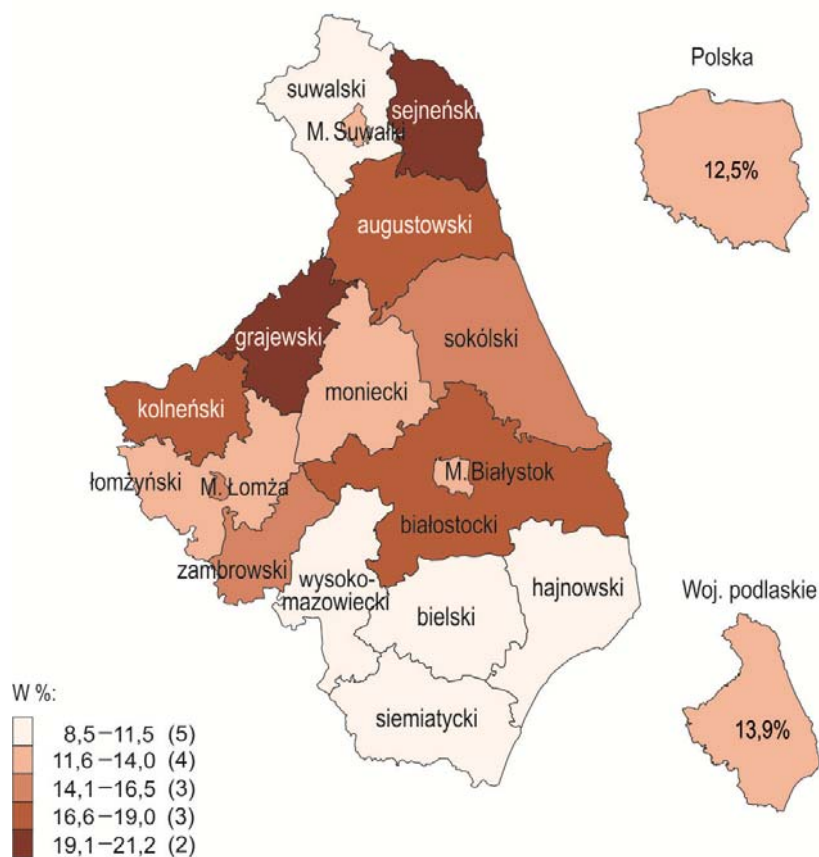 Polska
suwalski
sejneński
M. Suwałki
12,5%
augustowski
grajewski
sokólski
moniecki
kolneński
łomżyński
M. Łomża
M. Białystok
białostocki
zambrowski
wysoko-
mazowiecki
hajnowski
bielski
Woj. podlaskie
siemiatycki
13,9%
W %:
8,5–11,5 (5)
11,6–14,0 (4)
14,1–16,5 (3)
16,6–19,0 (3)
19,1–21,2 (2)